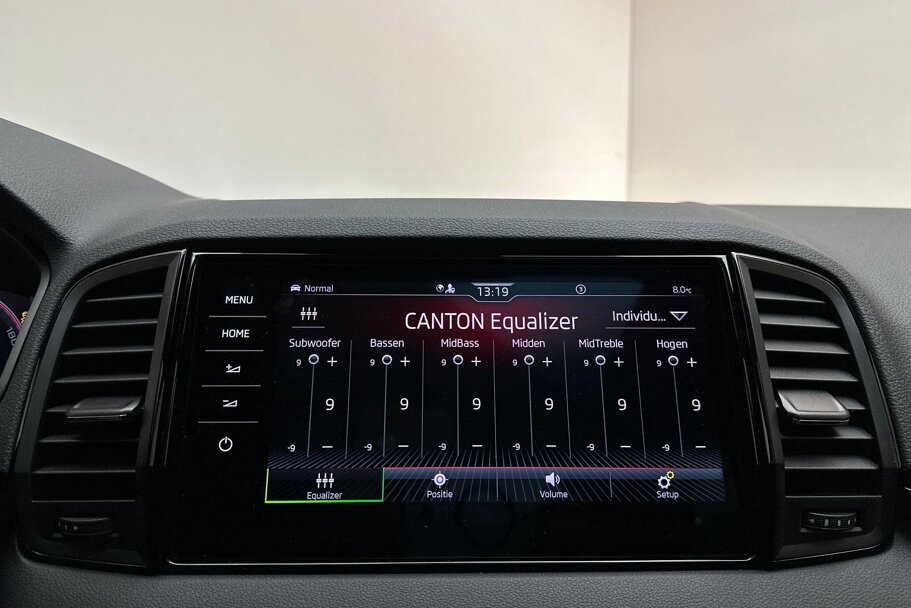 MENU
HOME
Normal 13:19 3 8.0°C
CANTON Equalizer Individu...
Subwoofer Bassen MidBass Midden MidTreble Hogen
9 + 9 + 9 + 9 + 9 + 9 +
9 9 9 9 9 9
-9 - -9 - -9 - -9 - -9 - -9 -
Equalizer Positie Volume Setup
180